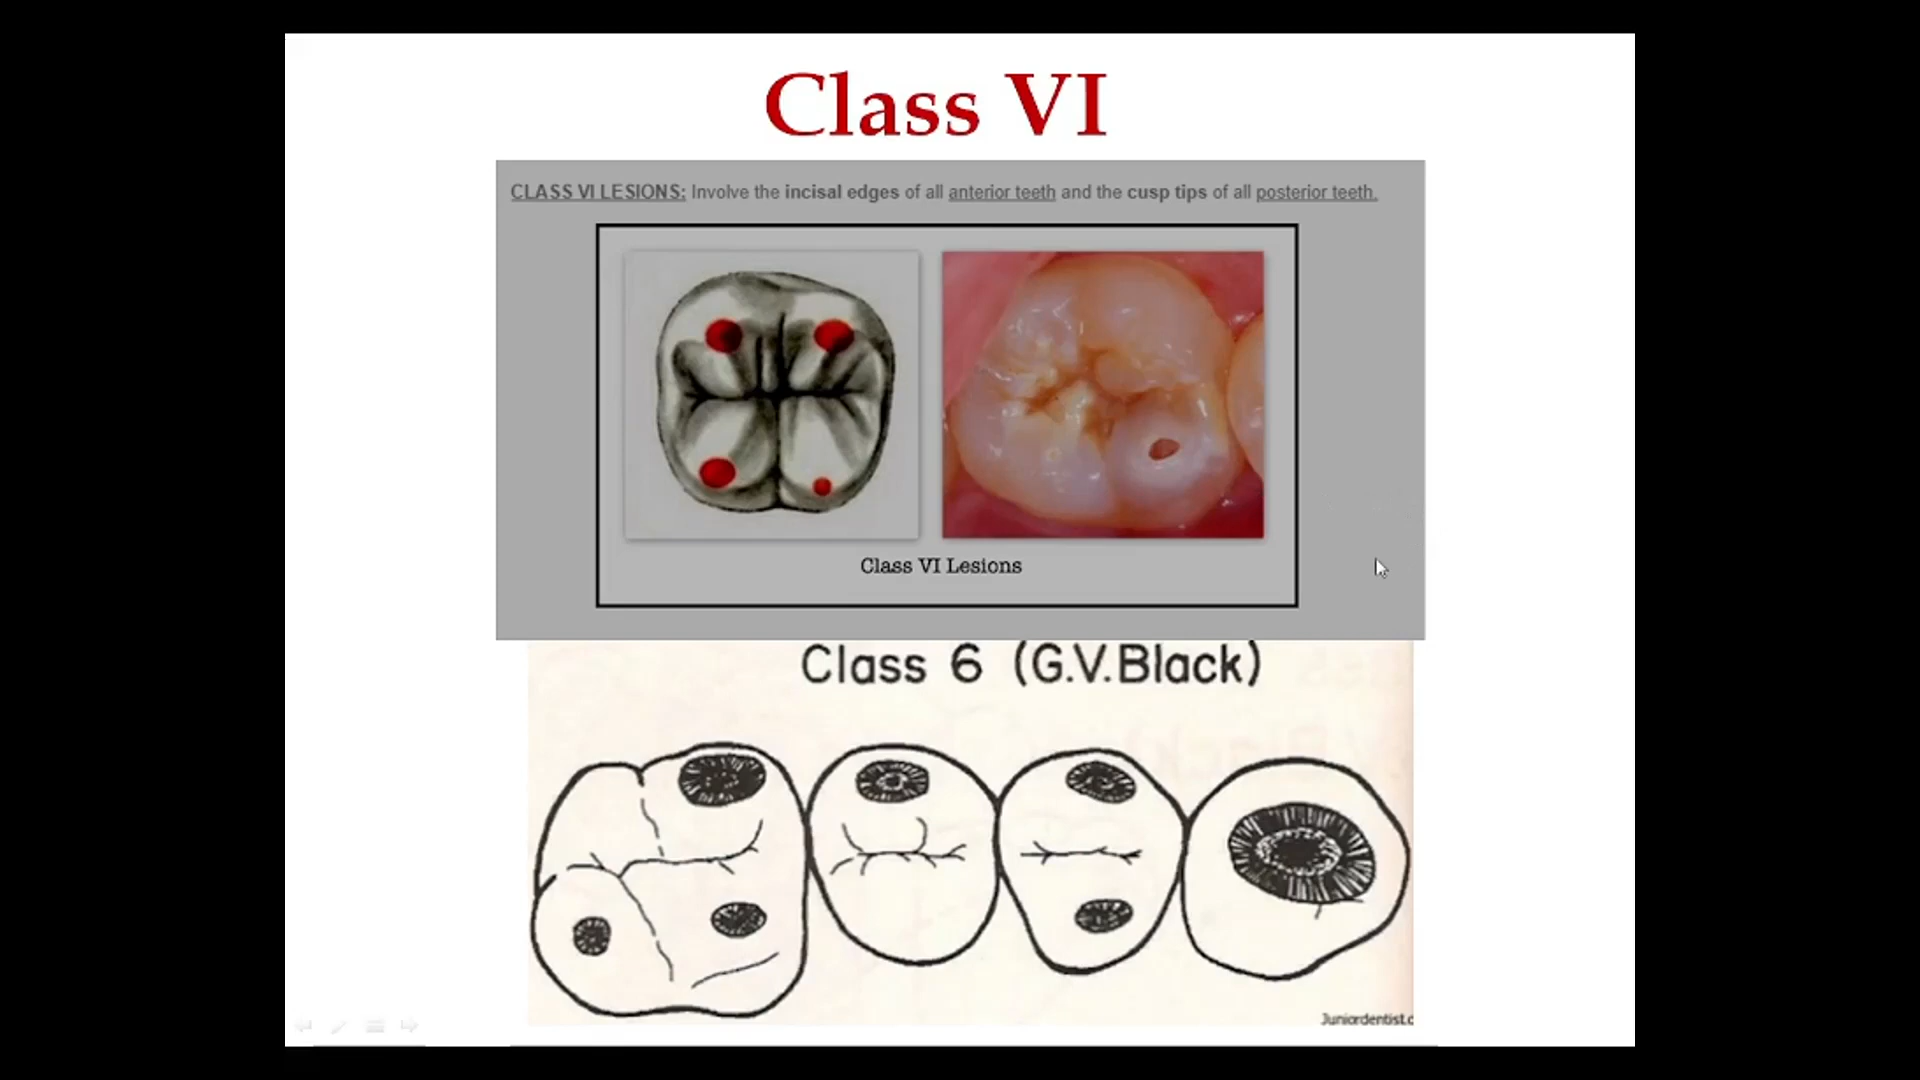 Class VI
CLASS VI LESIONS: Involve the incisal edges of all anterior teeth and the cusp tips of all posterior teeth.
Class VI Lesions
Class 6 (G.V.Black)
Juniordentist.c